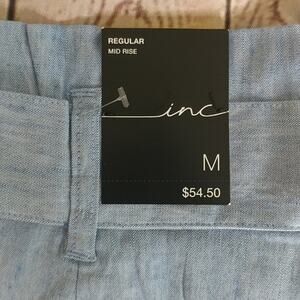 REGULAR
MID RISE
inc
M
$54.50